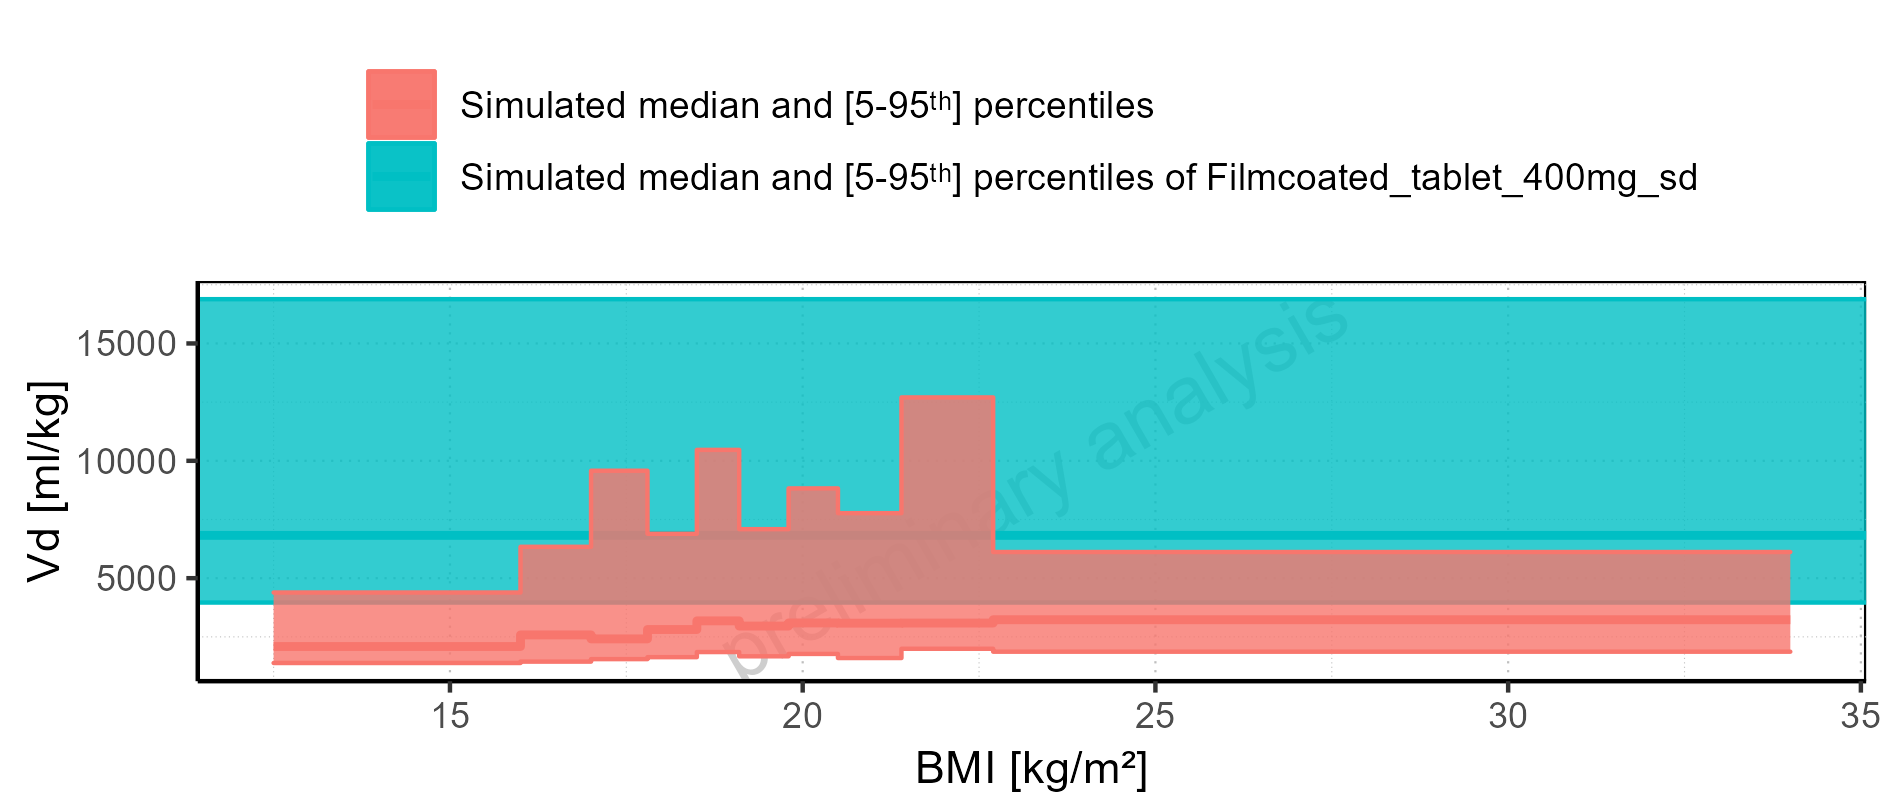 Simulated median and [5-95ᵗʰ] percentiles
Simulated median and [5-95ᵗʰ] percentiles of Filmcoated_tablet_400mg_sd
15000
10000
5000
Vd [ml/kg]
preliminary analysis
15 20 25 30 35
BMI [kg/m²]